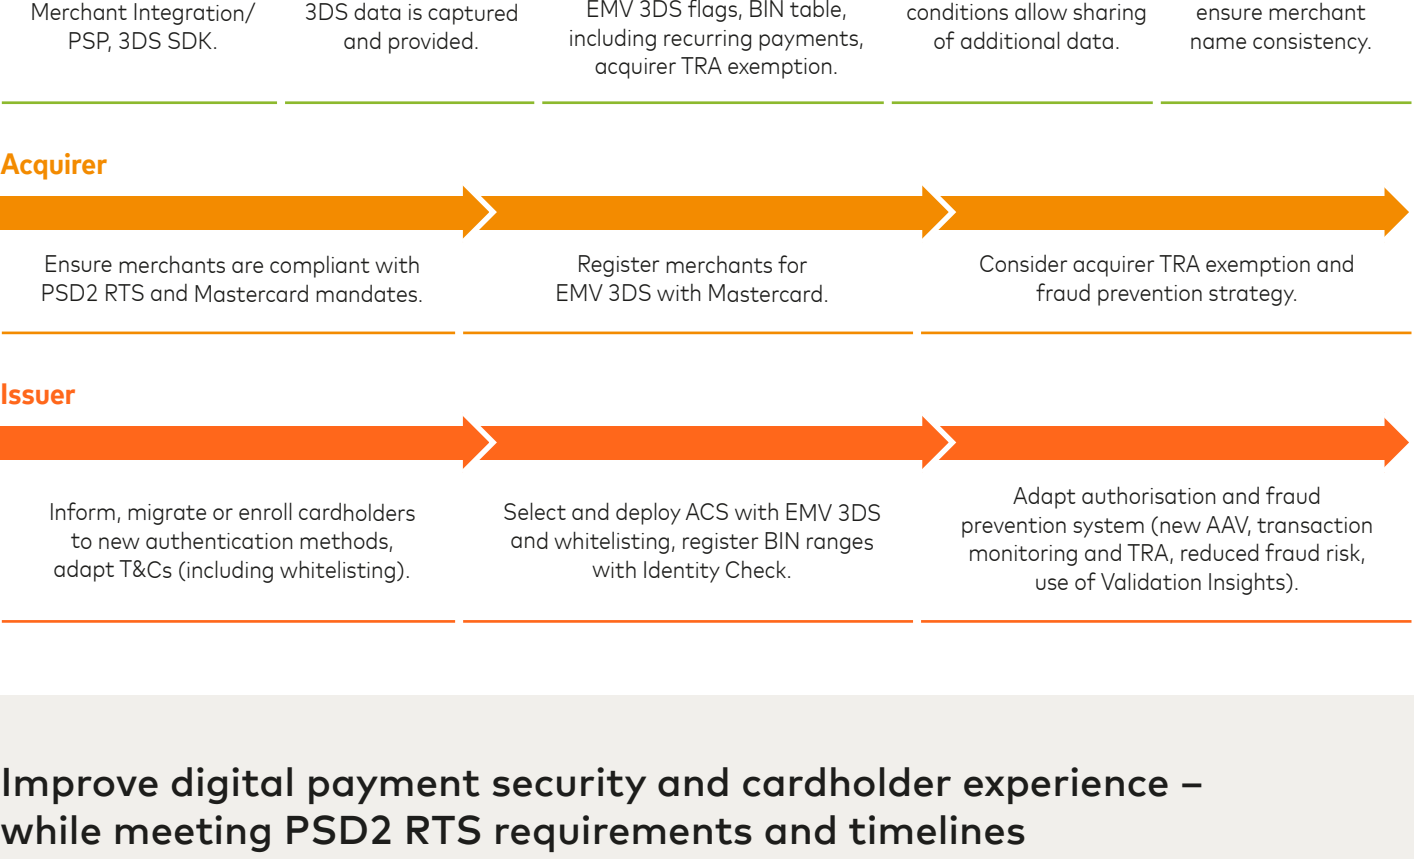 Merchant Integration/
PSP, 3DS SDK.
3DS data is captured
and provided.
EMV 3DS flags, BIN table,
including recurring payments,
acquirer TRA exemption.
conditions allow sharing
of additional data.
ensure merchant
name consistency.
Acquirer
Ensure merchants are compliant with
PSD2 RTS and Mastercard mandates.
Register merchants for
EMV 3DS with Mastercard.
Consider acquirer TRA exemption and
fraud prevention strategy.
Issuer
Inform, migrate or enroll cardholders
to new authentication methods,
adapt T&Cs (including whitelisting).
Select and deploy ACS with EMV 3DS
and whitelisting, register BIN ranges
with Identity Check.
Adapt authorisation and fraud
prevention system (new AAV, transaction
monitoring and TRA, reduced fraud risk,
use of Validation Insights).
Improve digital payment security and cardholder experience –
while meeting PSD2 RTS requirements and timelines